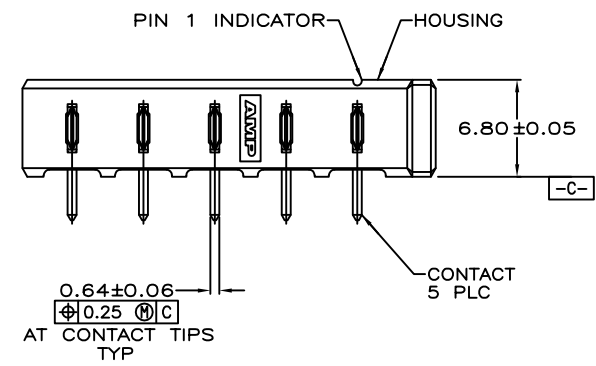 PIN 1 INDICATOR
HOUSING
AMP
6.80±0.05
-C-
CONTACT
5 PLC
0.64±0.06
⌖ 0.25 Ⓜ C
AT CONTACT TIPS
TYP